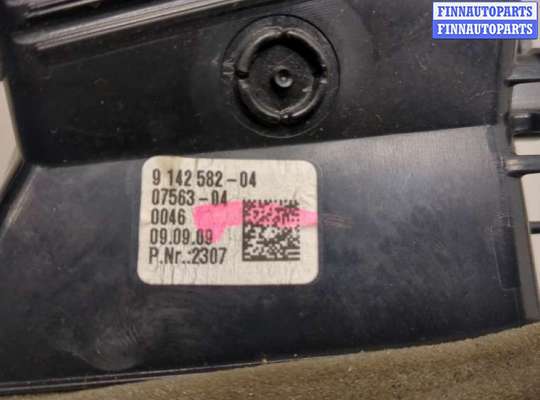 FINNAUTOPARTS
FINNAUTOPARTS
9 142 582-04
07563-04
0046
09.09.09
P.Nr.:2307